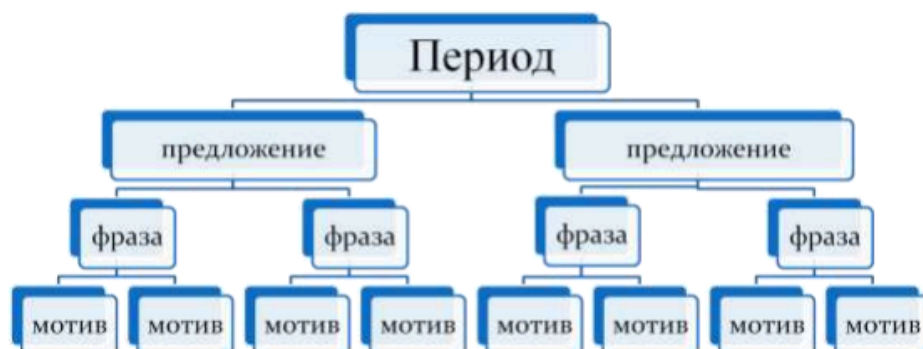 Период
предложение предложение
фраза фраза фраза фраза
мотив мотив мотив мотив мотив мотив мотив мотив